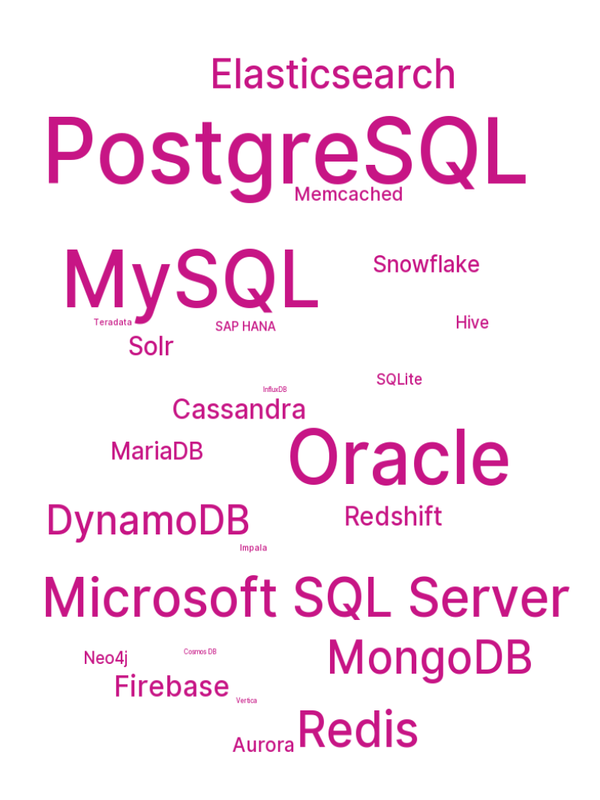 Elasticsearch
PostgreSQL
Memcached
MySQL
Snowflake
Teradata
SAP HANA
Hive
Solr
SQLite
InfluxDB
Cassandra
MariaDB
Oracle
DynamoDB
Redshift
Impala
Microsoft SQL Server
Neo4j
Cosmos DB
MongoDB
Firebase
Vertica
Redis
Aurora